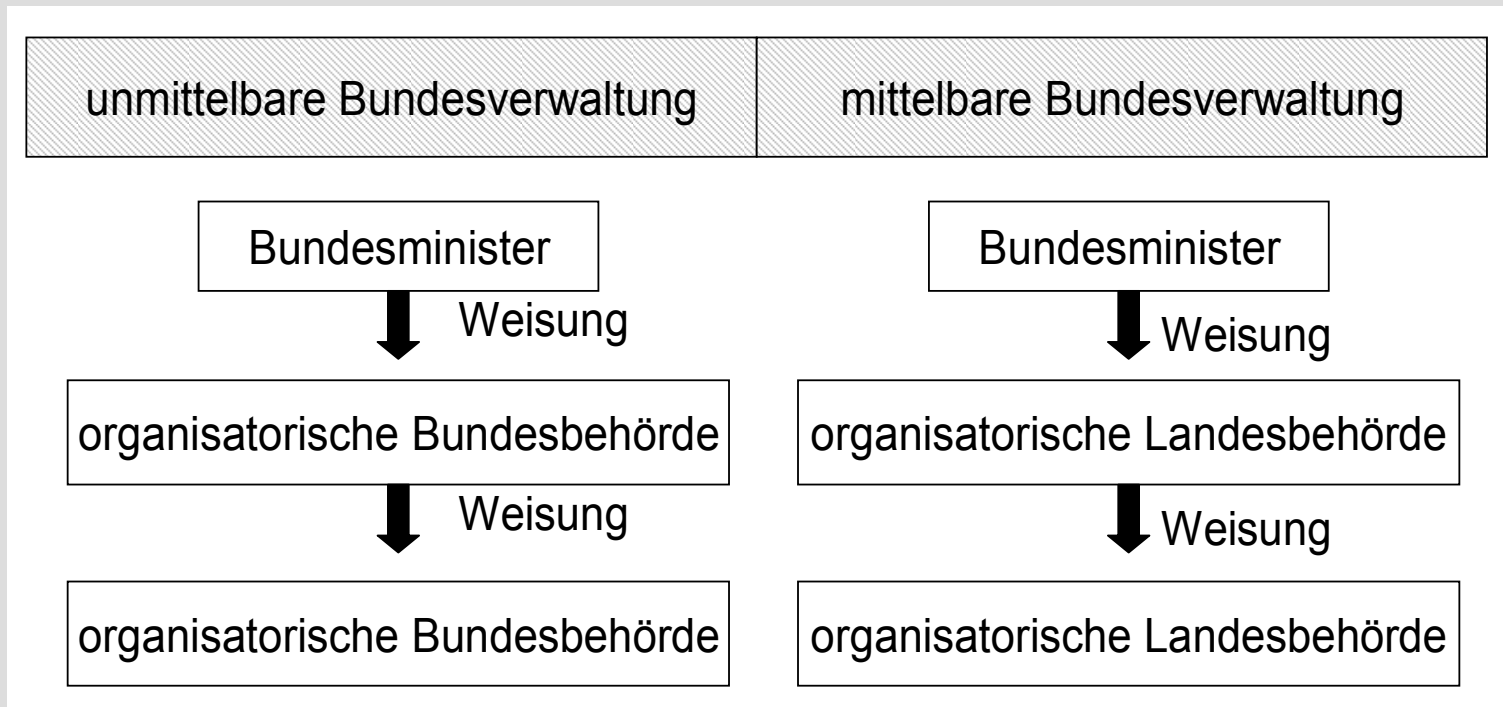 unmittelbare Bundesverwaltung
mittelbare Bundesverwaltung
Bundesminister
Bundesminister
Weisung
Weisung
organisatorische Bundesbehörde
organisatorische Landesbehörde
Weisung
Weisung
organisatorische Bundesbehörde
organisatorische Landesbehörde